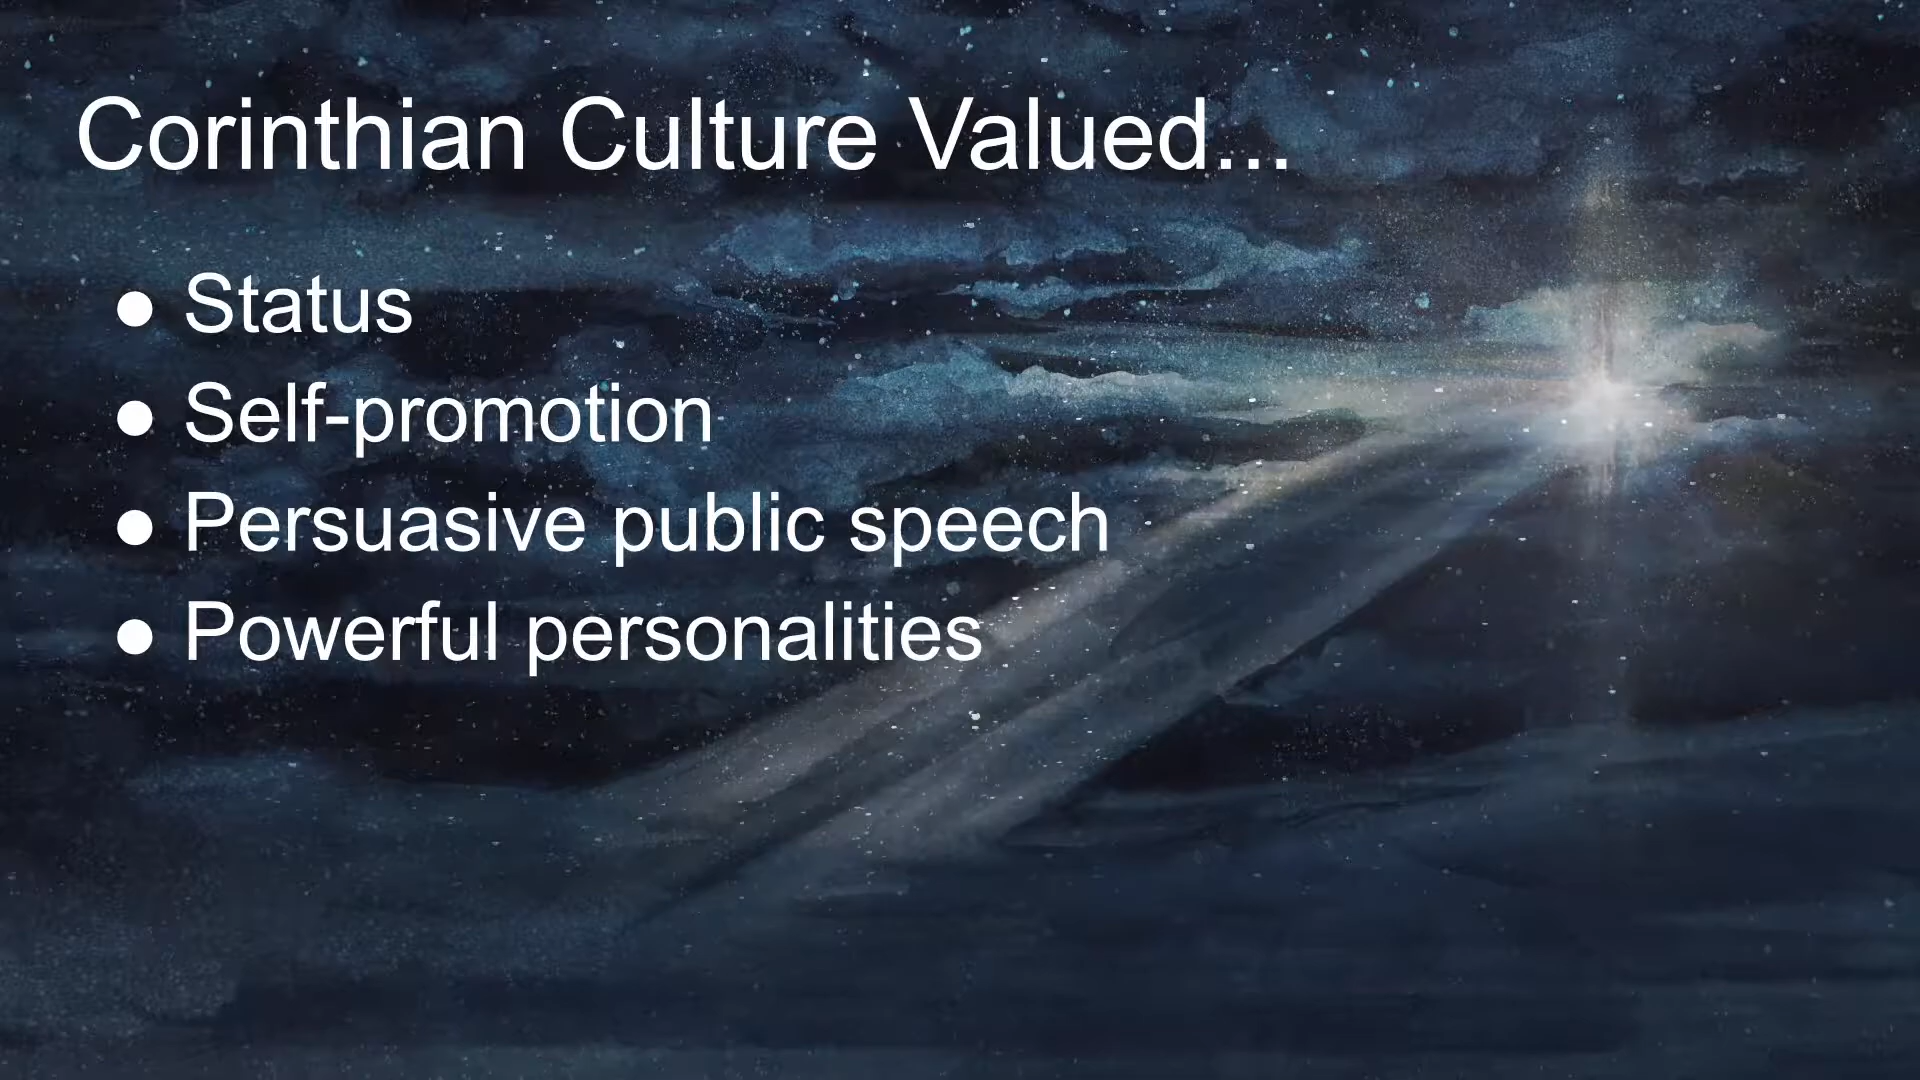 Corinthian Culture Valued...
● Status
● Self-promotion
● Persuasive public speech
● Powerful personalities